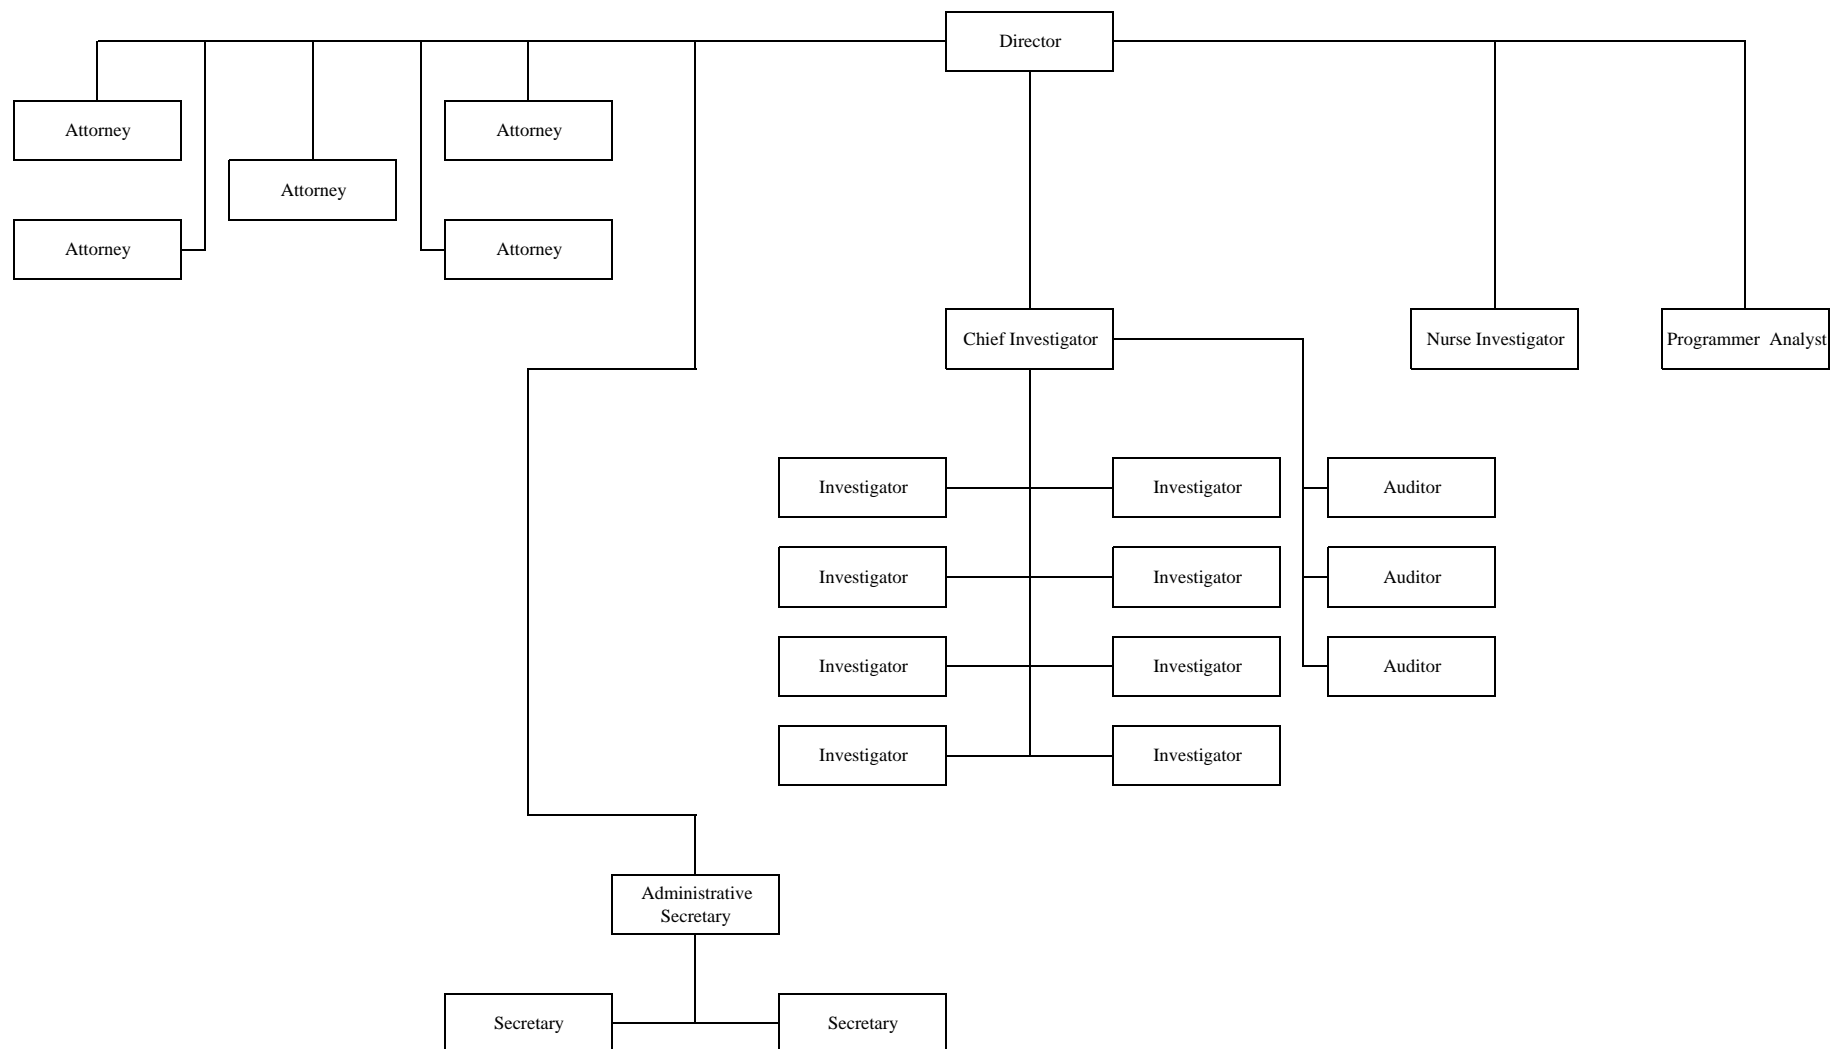 Director
Attorney
Attorney
Attorney
Attorney
Attorney
Chief Investigator
Nurse Investigator
Programmer Analyst
Investigator
Investigator
Auditor
Investigator
Investigator
Auditor
Investigator
Investigator
Auditor
Investigator
Investigator
Administrative
Secretary
Secretary
Secretary